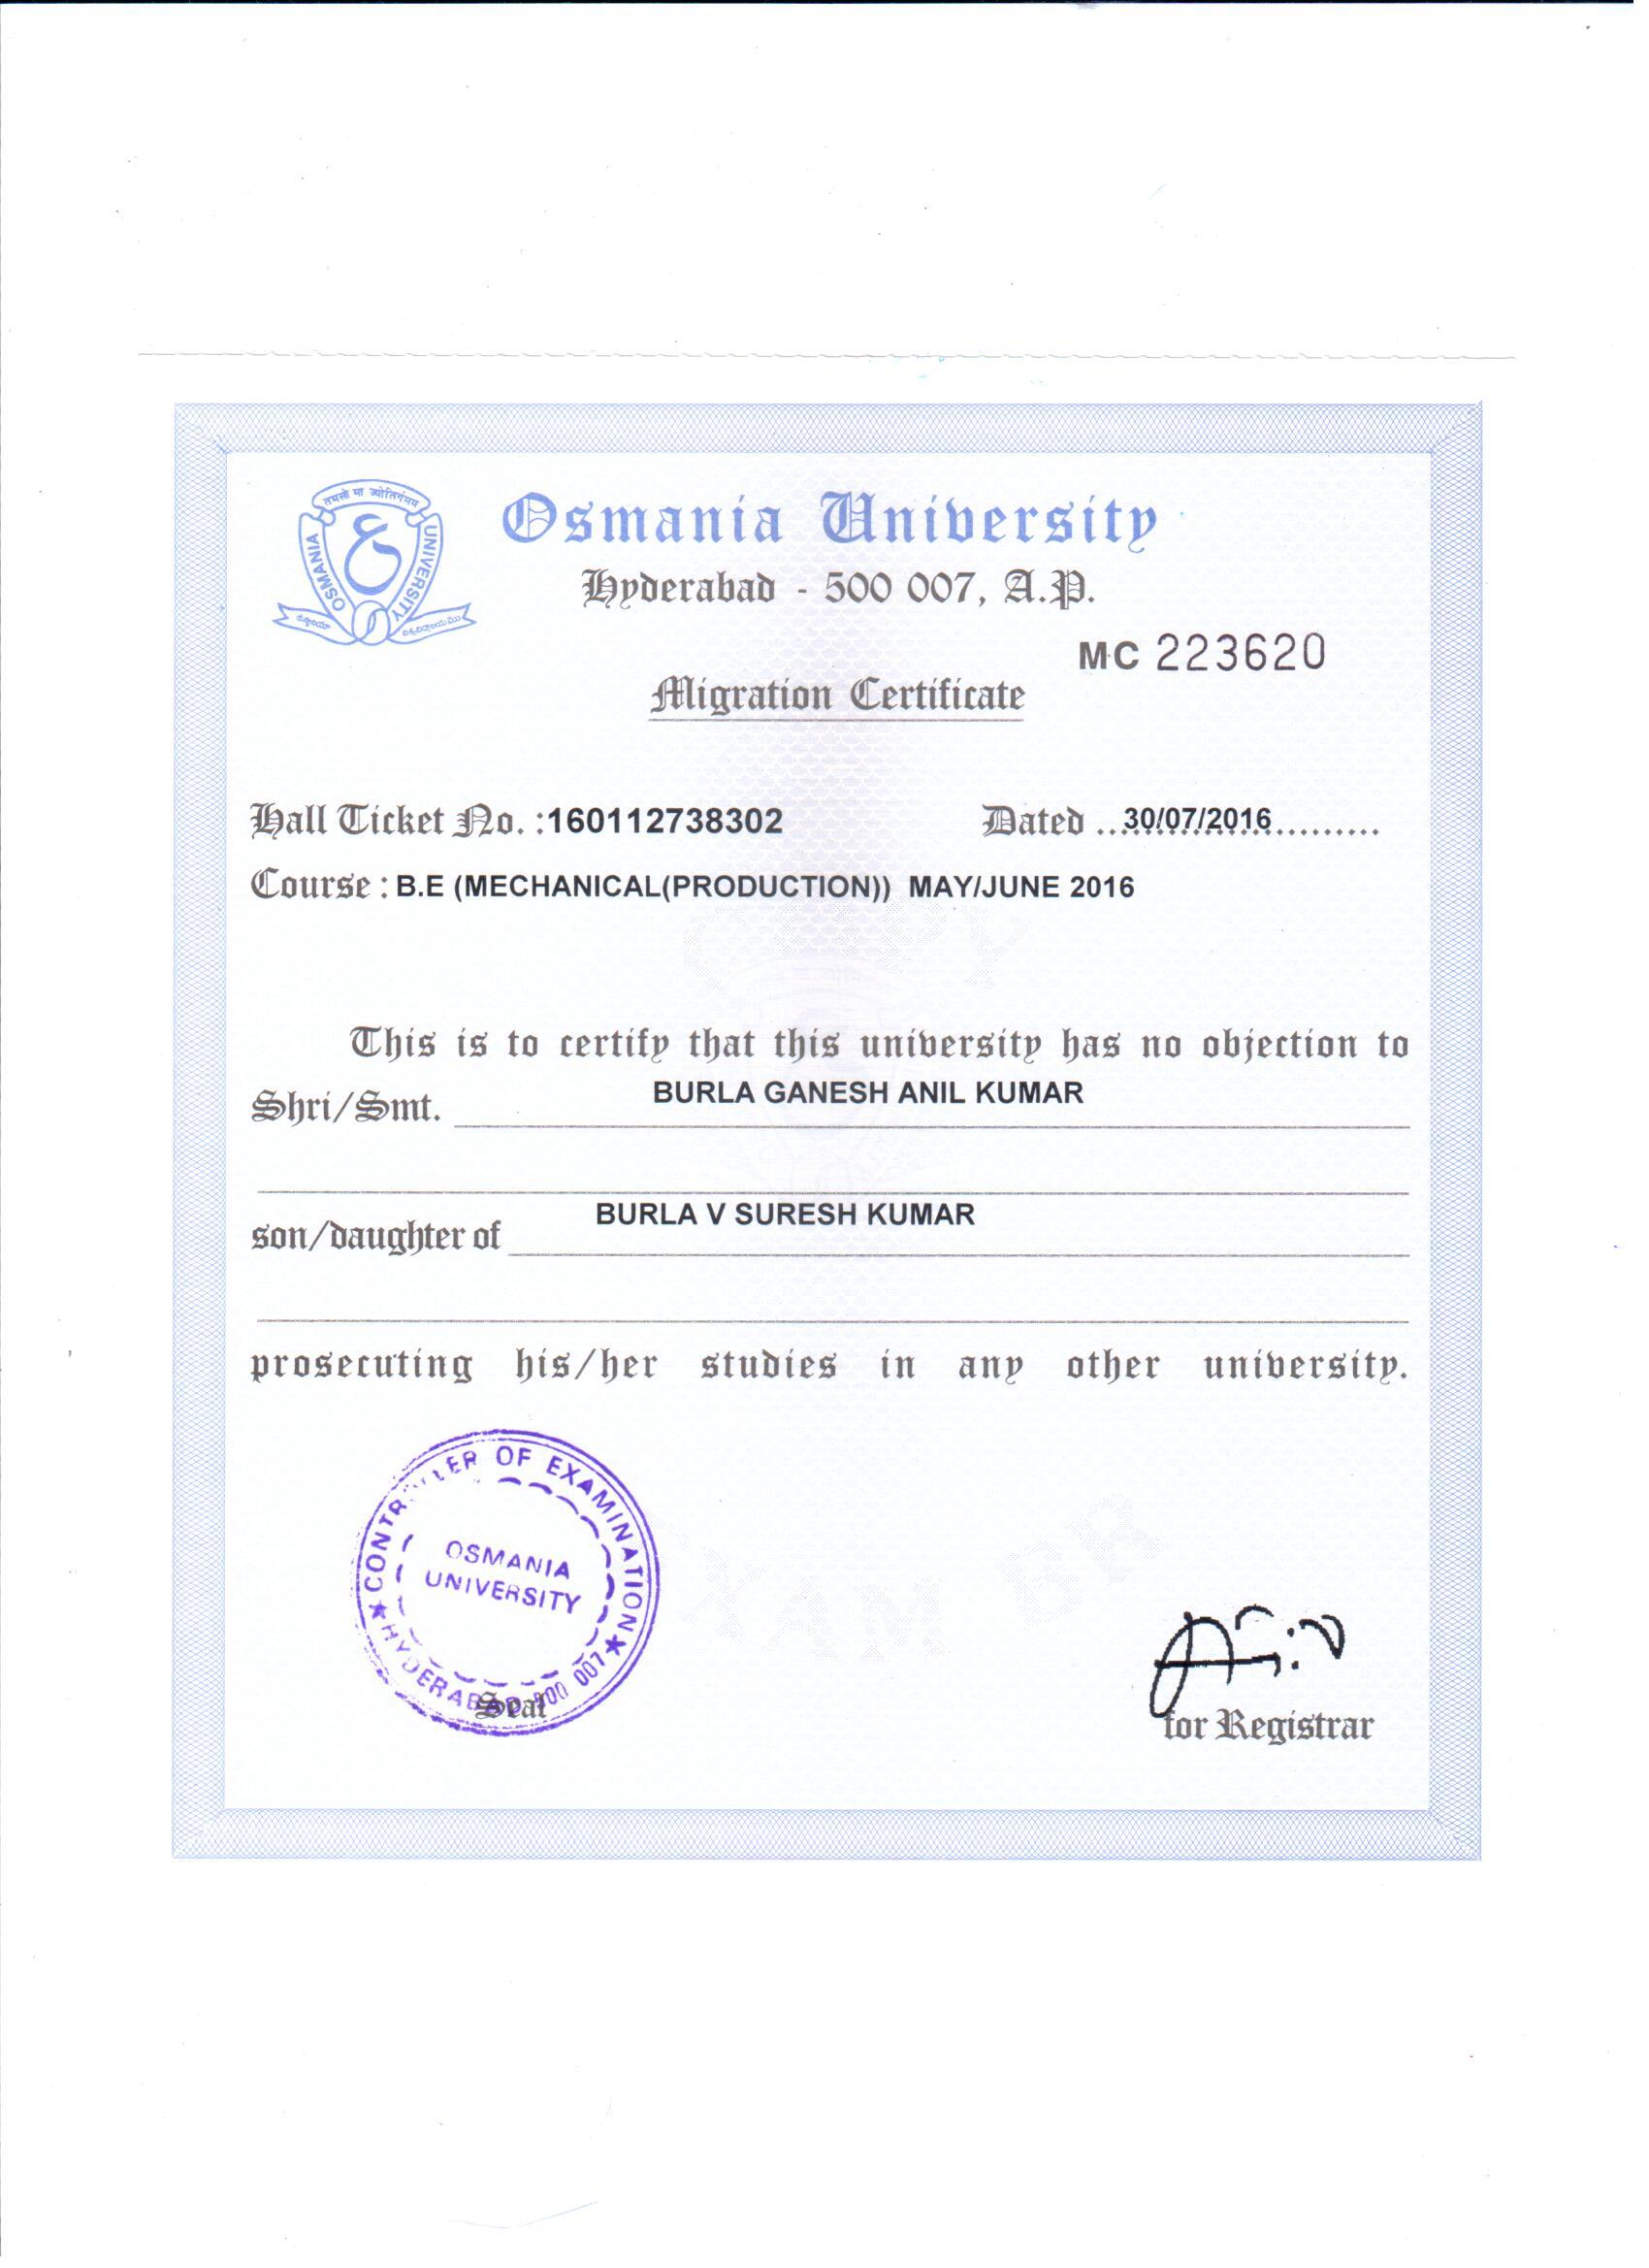 तमसो मा ज्योतिर्गमय
OSMANIA UNIVERSITY
Osmania University
Hyderabad - 500 007, A.P.
MC 223620
Migration Certificate
Hall Ticket No. :160112738302 Dated ..30/07/2016..........
Course : B.E (MECHANICAL(PRODUCTION)) MAY/JUNE 2016
COPY
This is to certify that this university has no objection to
Shri/Smt. BURLA GANESH ANIL KUMAR
son/daughter of BURLA V SURESH KUMAR
prosecuting his/her studies in any other university.
CONTROLLER OF EXAMINATION
OSMANIA
UNIVERSITY
HYDERABAD 500 007
Seal
for Registrar